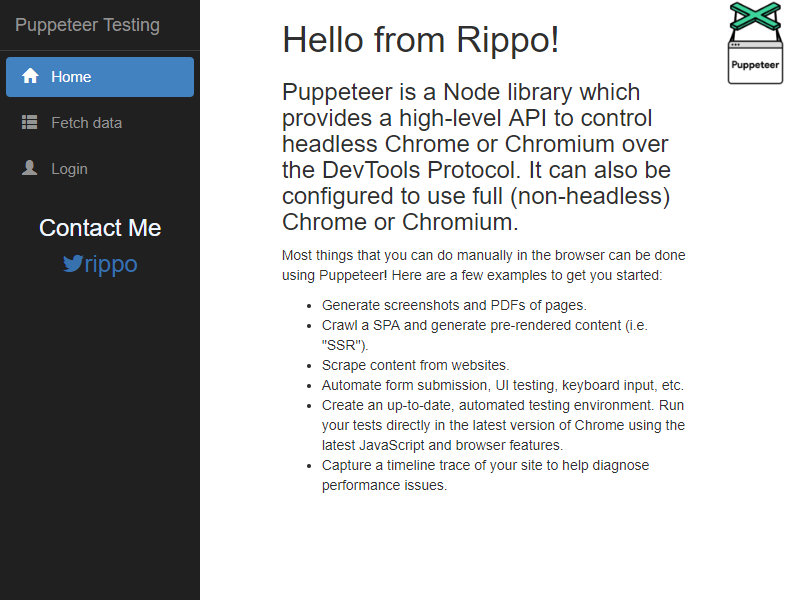 Puppeteer Testing
Home
Fetch data
Login
Contact Me
rippo
Hello from Rippo!
Puppeteer is a Node library which
provides a high-level API to control
headless Chrome or Chromium over
the DevTools Protocol. It can also be
configured to use full (non-headless)
Chrome or Chromium.
Most things that you can do manually in the browser can be done
using Puppeteer! Here are a few examples to get you started:
• Generate screenshots and PDFs of pages.
• Crawl a SPA and generate pre-rendered content (i.e.
"SSR").
• Scrape content from websites.
• Automate form submission, UI testing, keyboard input, etc.
• Create an up-to-date, automated testing environment. Run
your tests directly in the latest version of Chrome using the
latest JavaScript and browser features.
• Capture a timeline trace of your site to help diagnose
performance issues.
Puppeteer